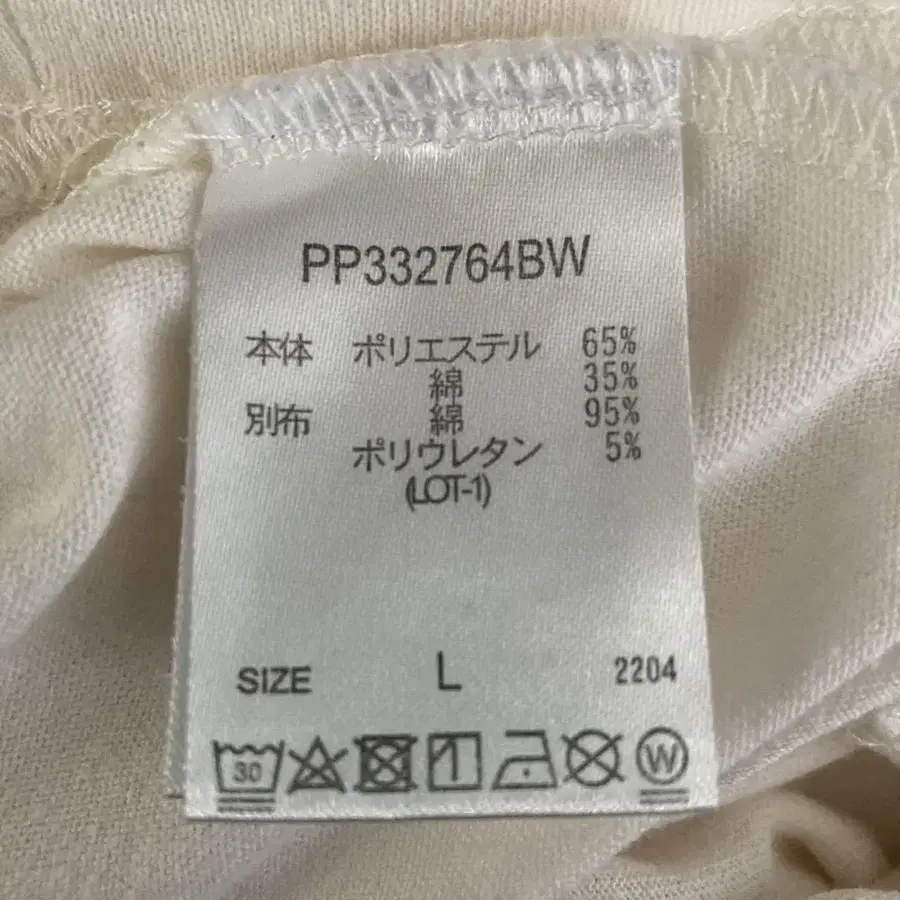 PP332764BW
本体 ポリエステル 65%
綿 35%
別布 綿 95%
ポリウレタン 5%
(LOT-1)
SIZE L 2204
30 W